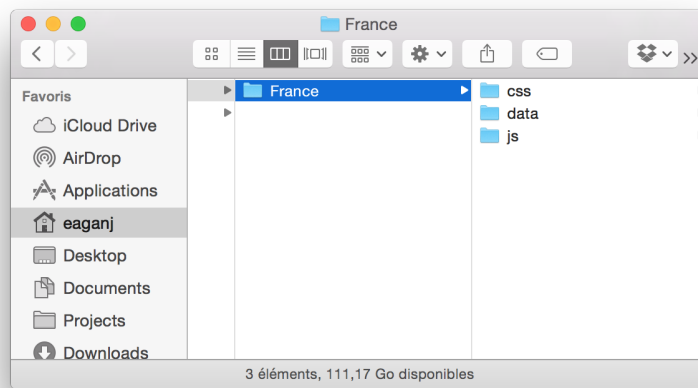 France
Favoris
iCloud Drive
AirDrop
Applications
eaganj
Desktop
Documents
Projects
Downloads
France
css
data
js
3 éléments, 111,17 Go disponibles